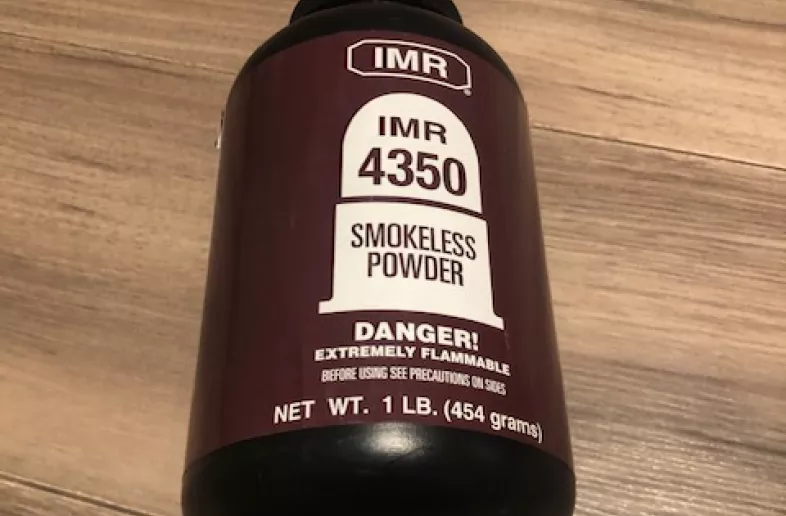 IMR
IMR
4350
SMOKELESS
POWDER
DANGER!
EXTREMELY FLAMMABLE
BEFORE USING SEE PRECAUTIONS ON SIDES
NET WT. 1 LB. (454 grams)